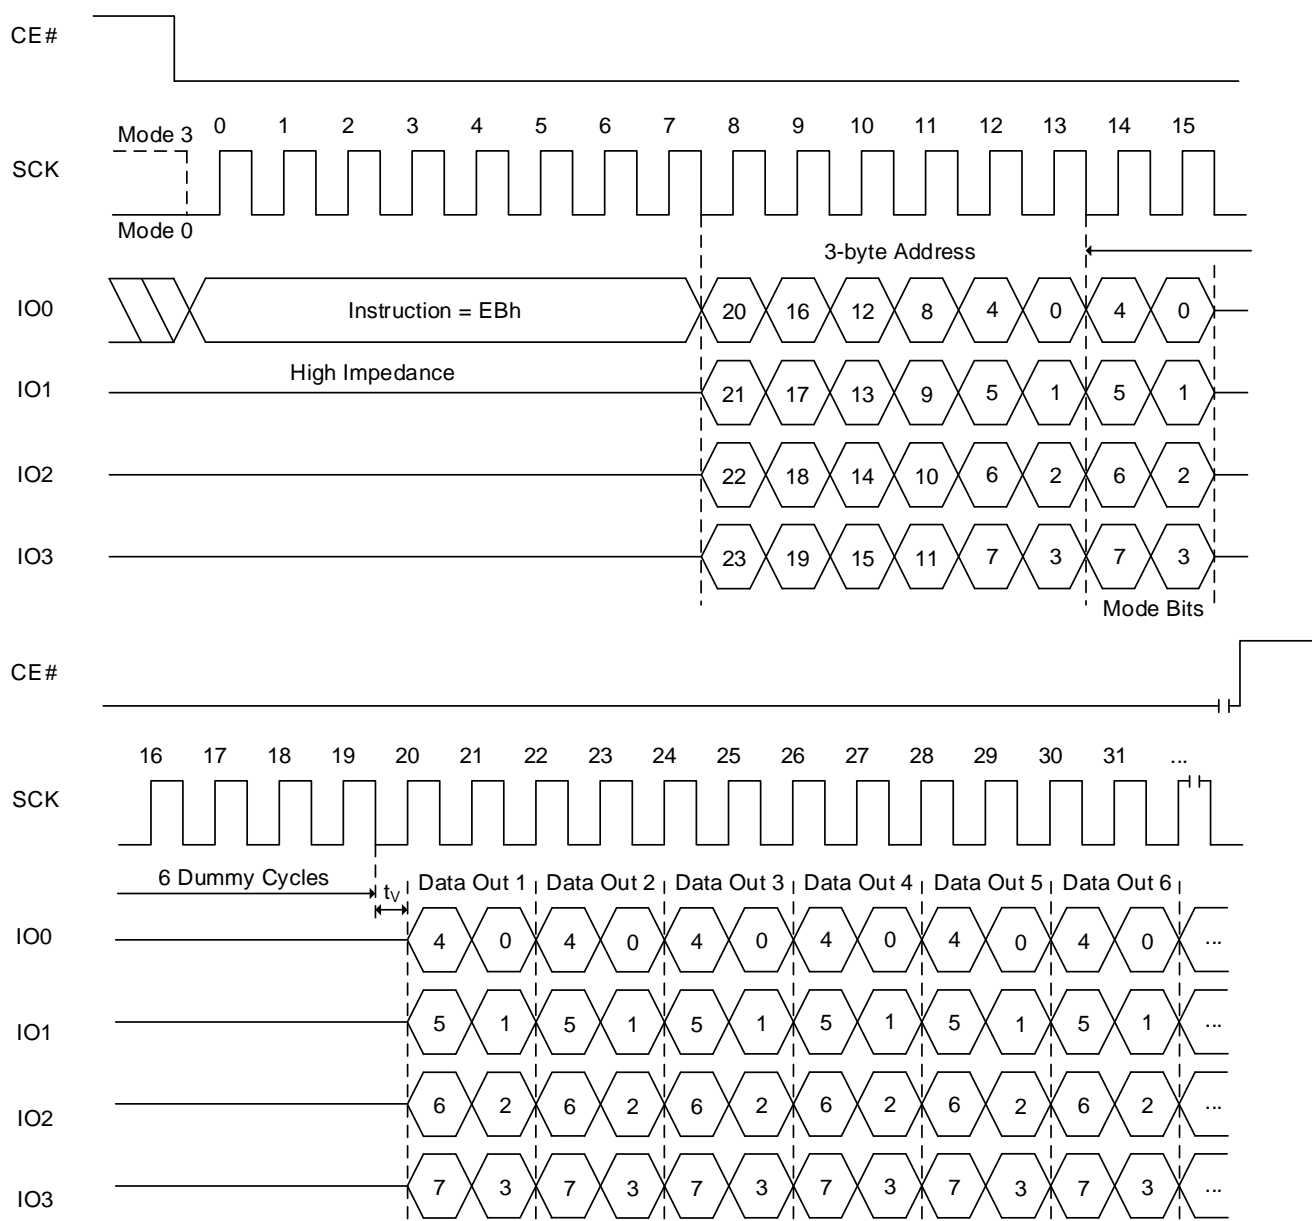 CE#
Mode 3 0 1 2 3 4 5 6 7 8 9 10 11 12 13 14 15
SCK
Mode 0
3-byte Address
IO0 Instruction = EBh 20 16 12 8 4 0 4 0
High Impedance
IO1 21 17 13 9 5 1 5 1
IO2 22 18 14 10 6 2 6 2
IO3 23 19 15 11 7 3 7 3
Mode Bits
CE#
16 17 18 19 20 21 22 23 24 25 26 27 28 29 30 31 ...
SCK
6 Dummy Cycles tV Data Out 1 Data Out 2 Data Out 3 Data Out 4 Data Out 5 Data Out 6
IO0 4 0 4 0 4 0 4 0 4 0 4 0 ...
IO1 5 1 5 1 5 1 5 1 5 1 5 1 ...
IO2 6 2 6 2 6 2 6 2 6 2 6 2 ...
IO3 7 3 7 3 7 3 7 3 7 3 7 3 ...